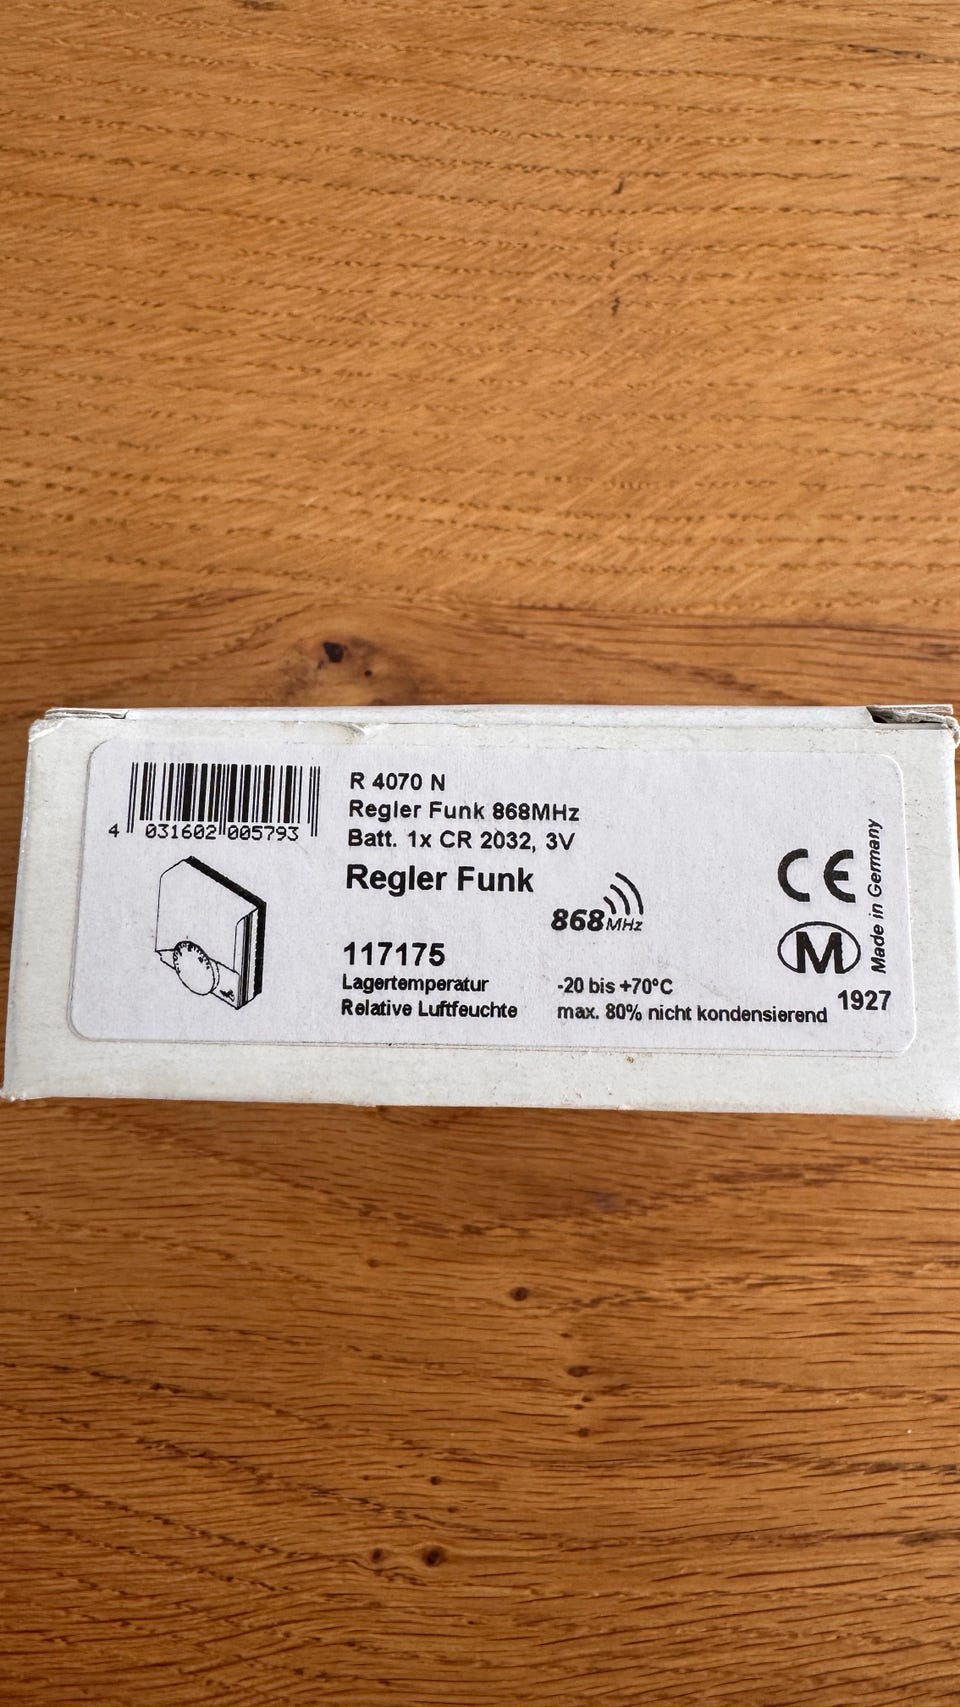 R 4070 N
Regler Funk 868MHz
Batt. 1x CR 2032, 3V
4 031602 005793
Regler Funk
868MHz
117175
Lagertemperatur -20 bis +70°C
Relative Luftfeuchte max. 80% nicht kondensierend
CE
M
Made in Germany
1927